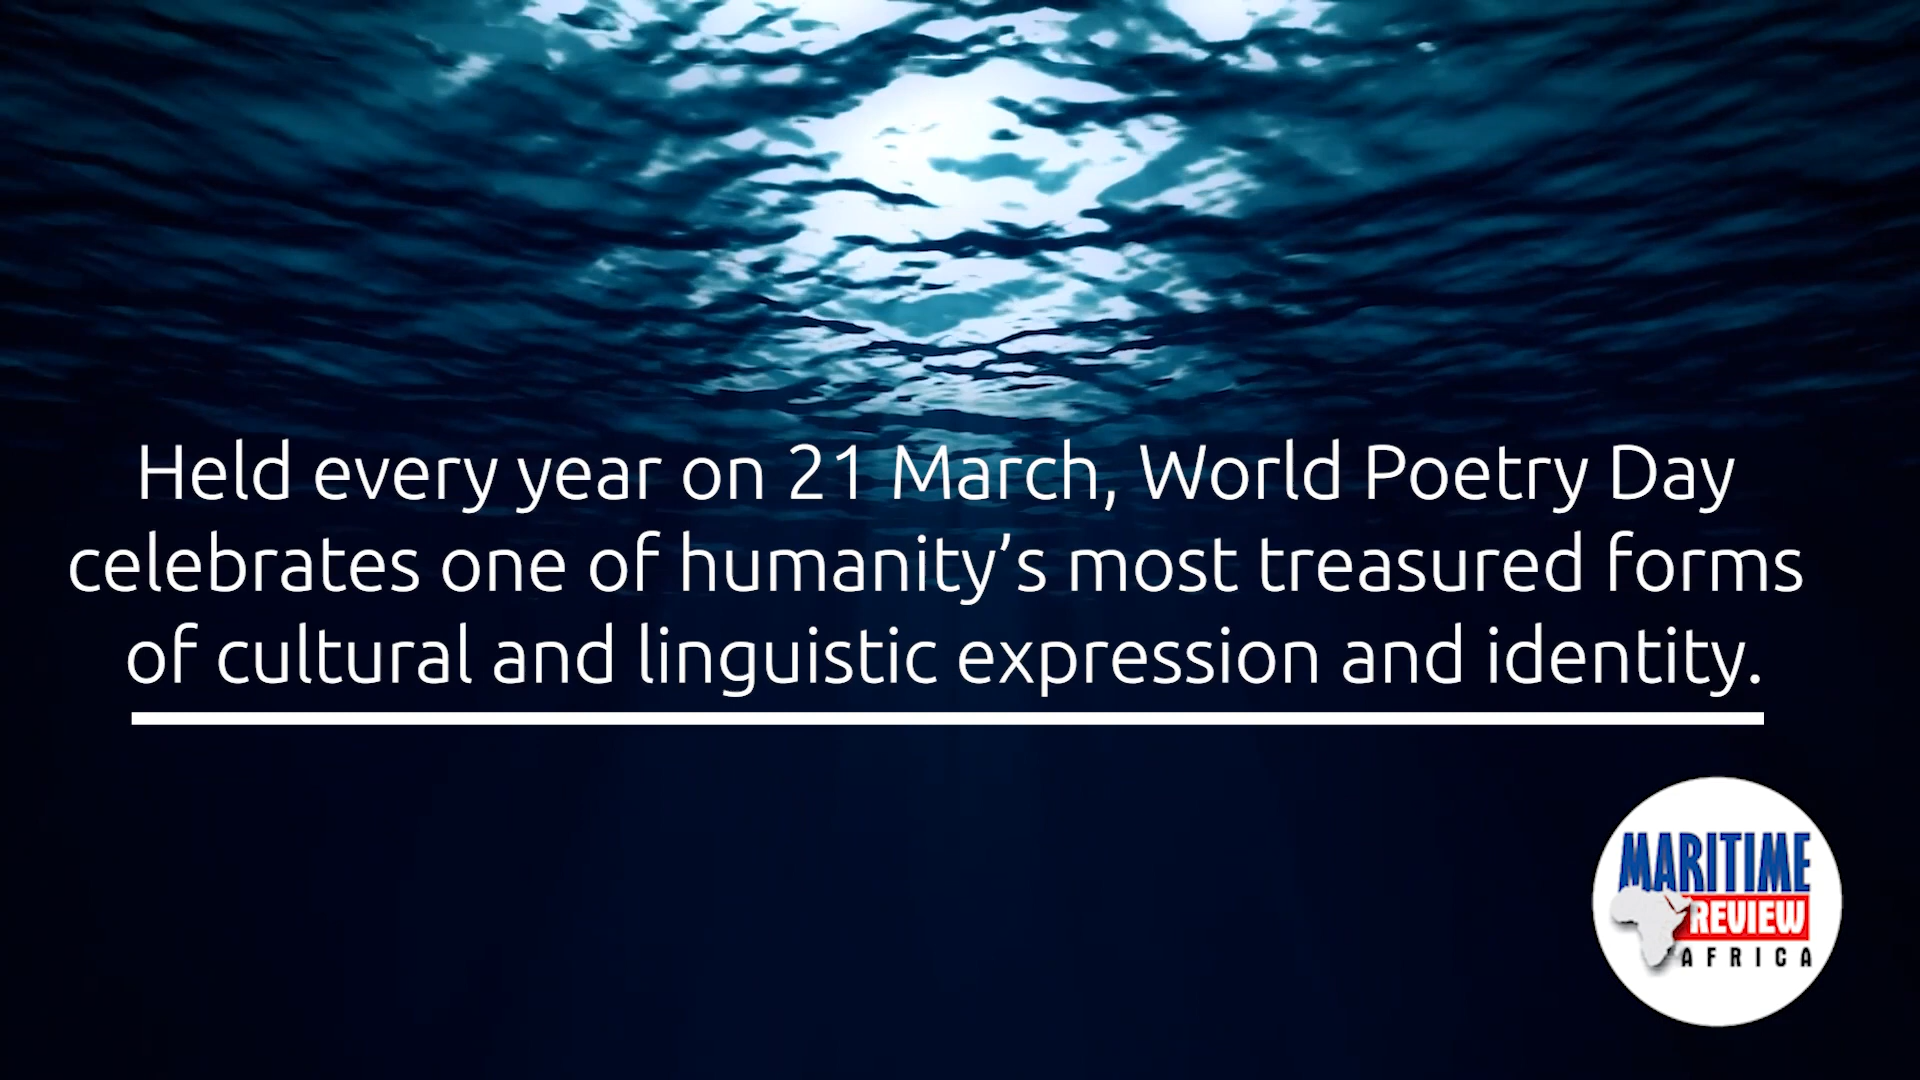 Held every year on 21 March, World Poetry Day
celebrates one of humanity’s most treasured forms
of cultural and linguistic expression and identity.
MARITIME
REVIEW
AFRICA